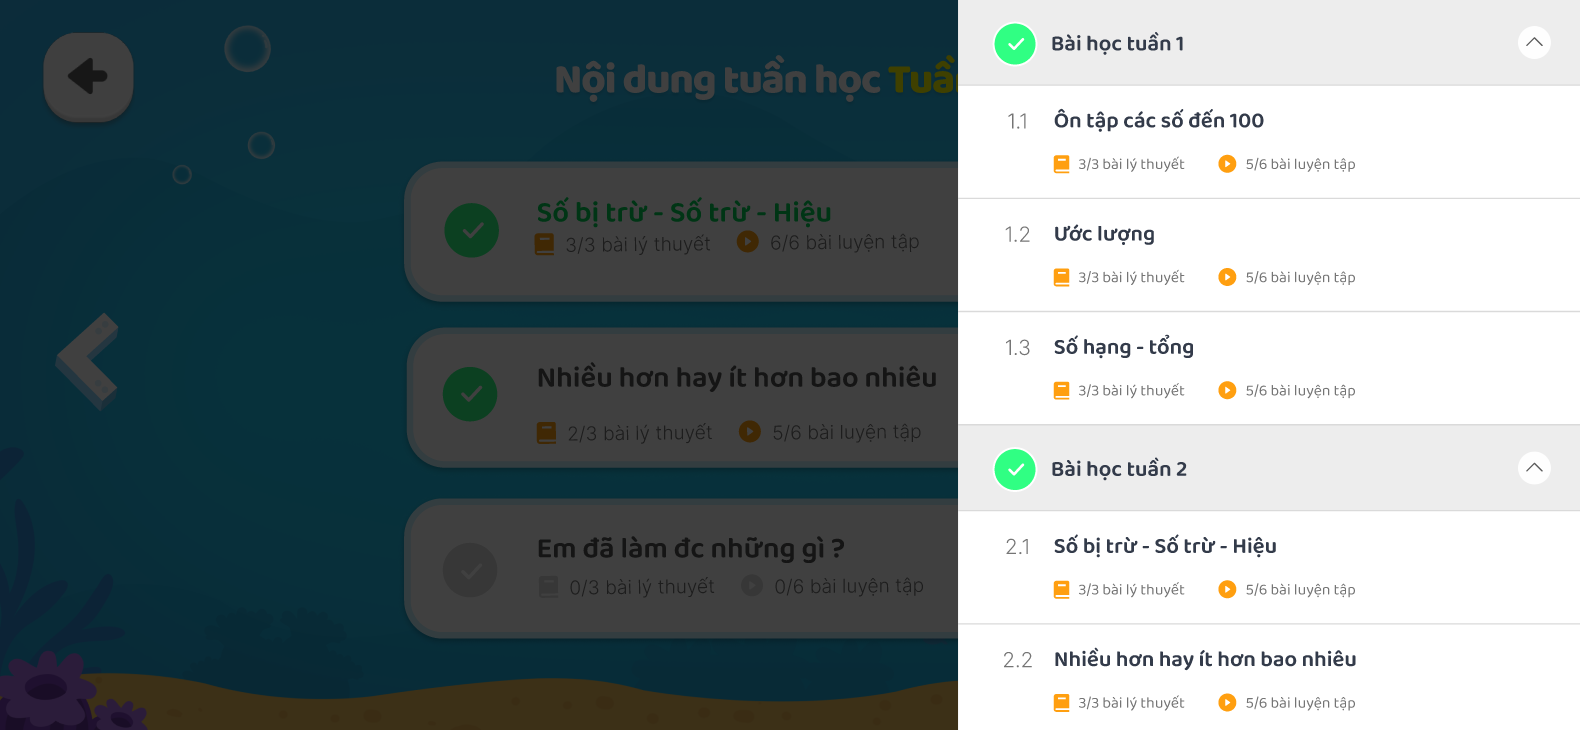 Nội dung tuần học Tuần
Số bị trừ - Số trừ - Hiệu
3/3 bài lý thuyết 6/6 bài luyện tập
Nhiều hơn hay ít hơn bao nhiêu
2/3 bài lý thuyết 5/6 bài luyện tập
Em đã làm đc những gì ?
0/3 bài lý thuyết 0/6 bài luyện tập
Bài học tuần 1
1.1 Ôn tập các số đến 100
3/3 bài lý thuyết 5/6 bài luyện tập
1.2 Ước lượng
3/3 bài lý thuyết 5/6 bài luyện tập
1.3 Số hạng - tổng
3/3 bài lý thuyết 5/6 bài luyện tập
Bài học tuần 2
2.1 Số bị trừ - Số trừ - Hiệu
3/3 bài lý thuyết 5/6 bài luyện tập
2.2 Nhiều hơn hay ít hơn bao nhiêu
3/3 bài lý thuyết 5/6 bài luyện tập